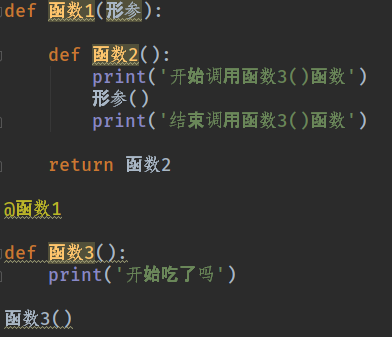 def 函数1(形参):
def 函数2():
print('开始调用函数3()函数')
形参()
print('结束调用函数3()函数')
return 函数2
@函数1
def 函数3():
print('开始吃了吗')
函数3()